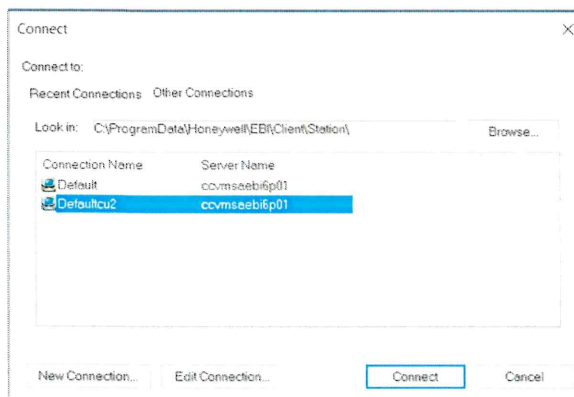 Connect
Connect to:
Recent Connections Other Connections
Look in: C:\ProgramData\Honeywell\EBI\Client\Station\ Browse...
Connection Name Server Name
Default ccvmsaebi6p01
Defaultcu2 ccvmsaebi6p01
New Connection... Edit Connection... Connect Cancel